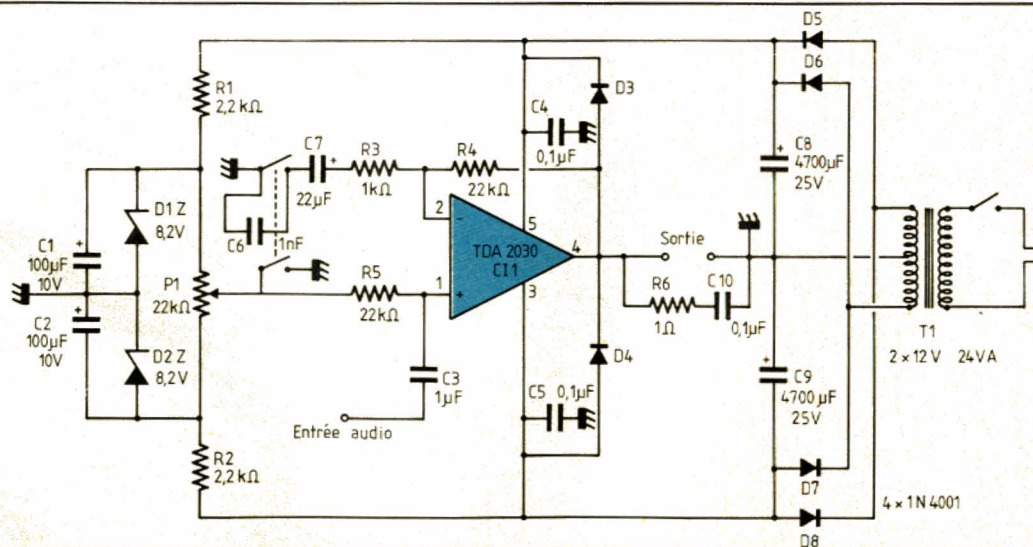 D5
D6
R1
2,2 kΩ
D3
C4
0,1µF
C7
22µF
R3
1kΩ
R4
22kΩ
C8
4700µF
25V
D1 Z
8,2V
C6
1nF
2
-
5
TDA 2030
CI 1
4
Sortie
C1
100µF
10V
P1
22kΩ
1
+
3
R5
22kΩ
R6
1Ω
C10
0,1µF
T1
2 × 12 V 24VA
C2
100µF
10V
D2 Z
8,2V
D4
C3
1µF
C5
0,1µF
C9
4700µF
25V
Entrée audio
R2
2,2 kΩ
D7
4 × 1N 4001
D8